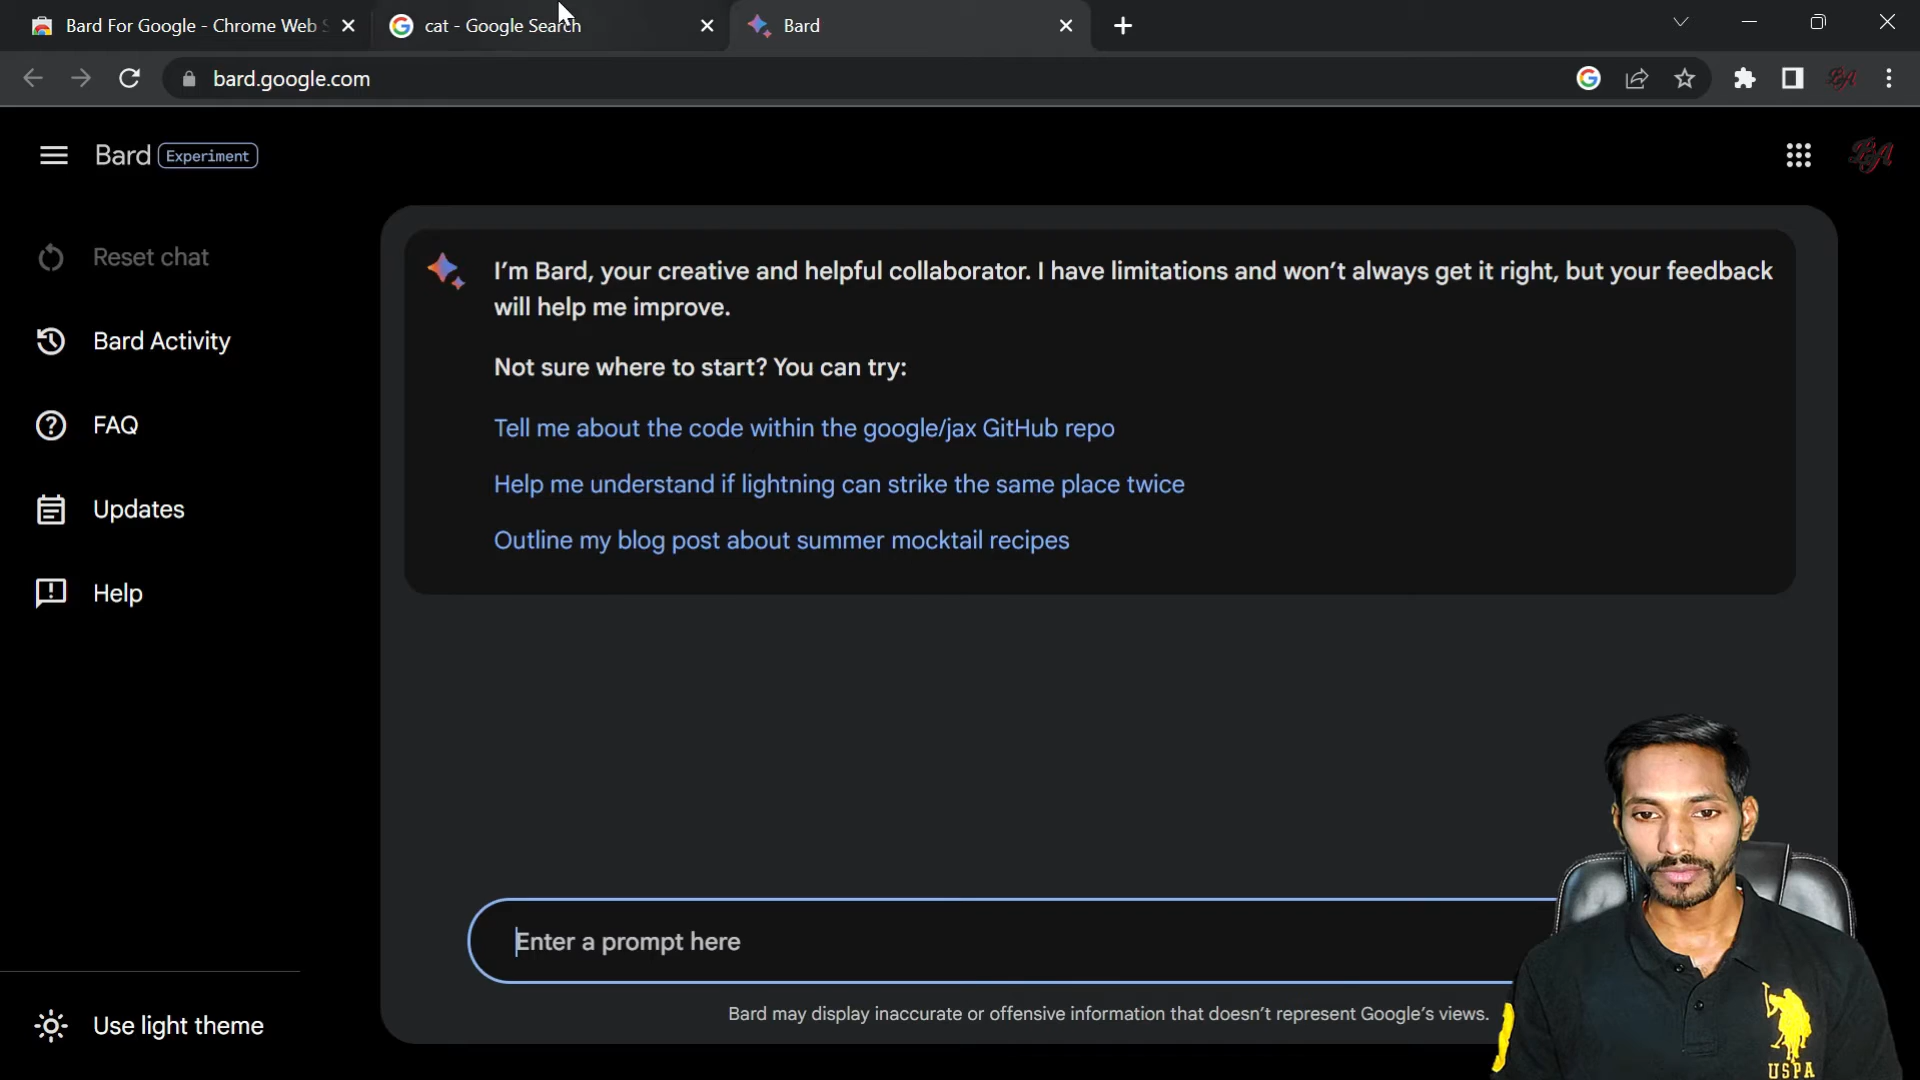 Bard For Google - Chrome Web S
cat - Google Search
Bard
bard.google.com
Bard Experiment
Reset chat
Bard Activity
FAQ
Updates
Help
Use light theme
I'm Bard, your creative and helpful collaborator. I have limitations and won't always get it right, but your feedback
will help me improve.
Not sure where to start? You can try:
Tell me about the code within the google/jax GitHub repo
Help me understand if lightning can strike the same place twice
Outline my blog post about summer mocktail recipes
Enter a prompt here
Bard may display inaccurate or offensive information that doesn't represent Google's views.
USPA